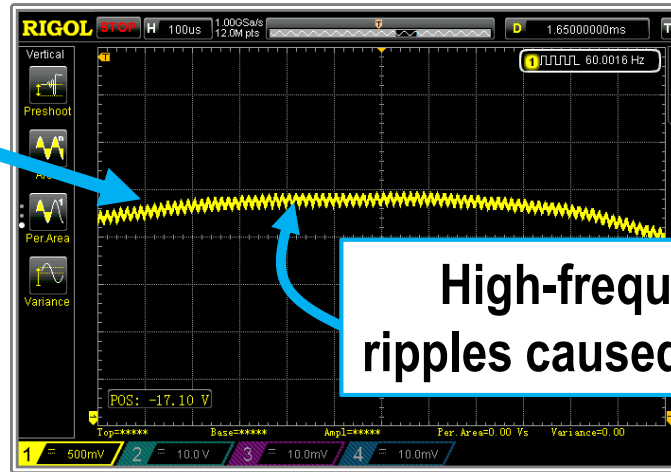 RIGOL STOP H 100us 1.00GSa/s D 1.65000000ms T
12.0M pts
Vertical
1 60.0016 Hz
Preshoot
Per.Area
Variance
High-frequ
ripples caused
POS: -17.10 V
Top=***** Base=***** Ampl=***** Per.Area=0.00 Vs Variance=0.00
1 = 500mV 2 = 10.0 V 3 = 10.0mV 4 = 10.0mV